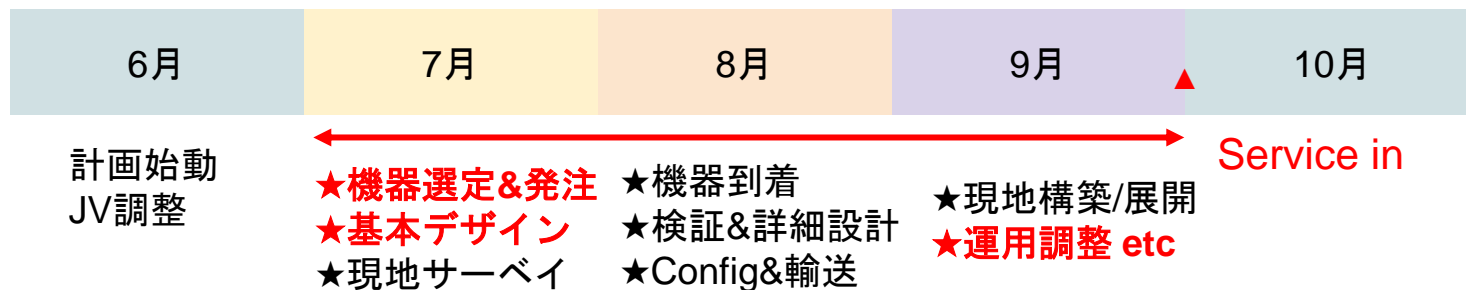 6月
7月
8月
9月
10月
計画始動
JV調整
★機器選定&発注
★基本デザイン
★現地サーベイ
★機器到着
★検証&詳細設計
★Config&輸送
★現地構築/展開
★運用調整 etc
Service in